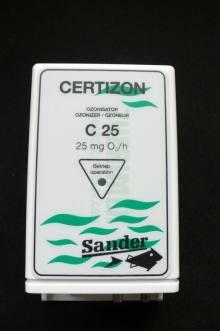 CERTIZON
OZONISATOR
OZONIZER / OZONEUR
C 25
25 mg O₃/h
Betrieb
operation
Sander